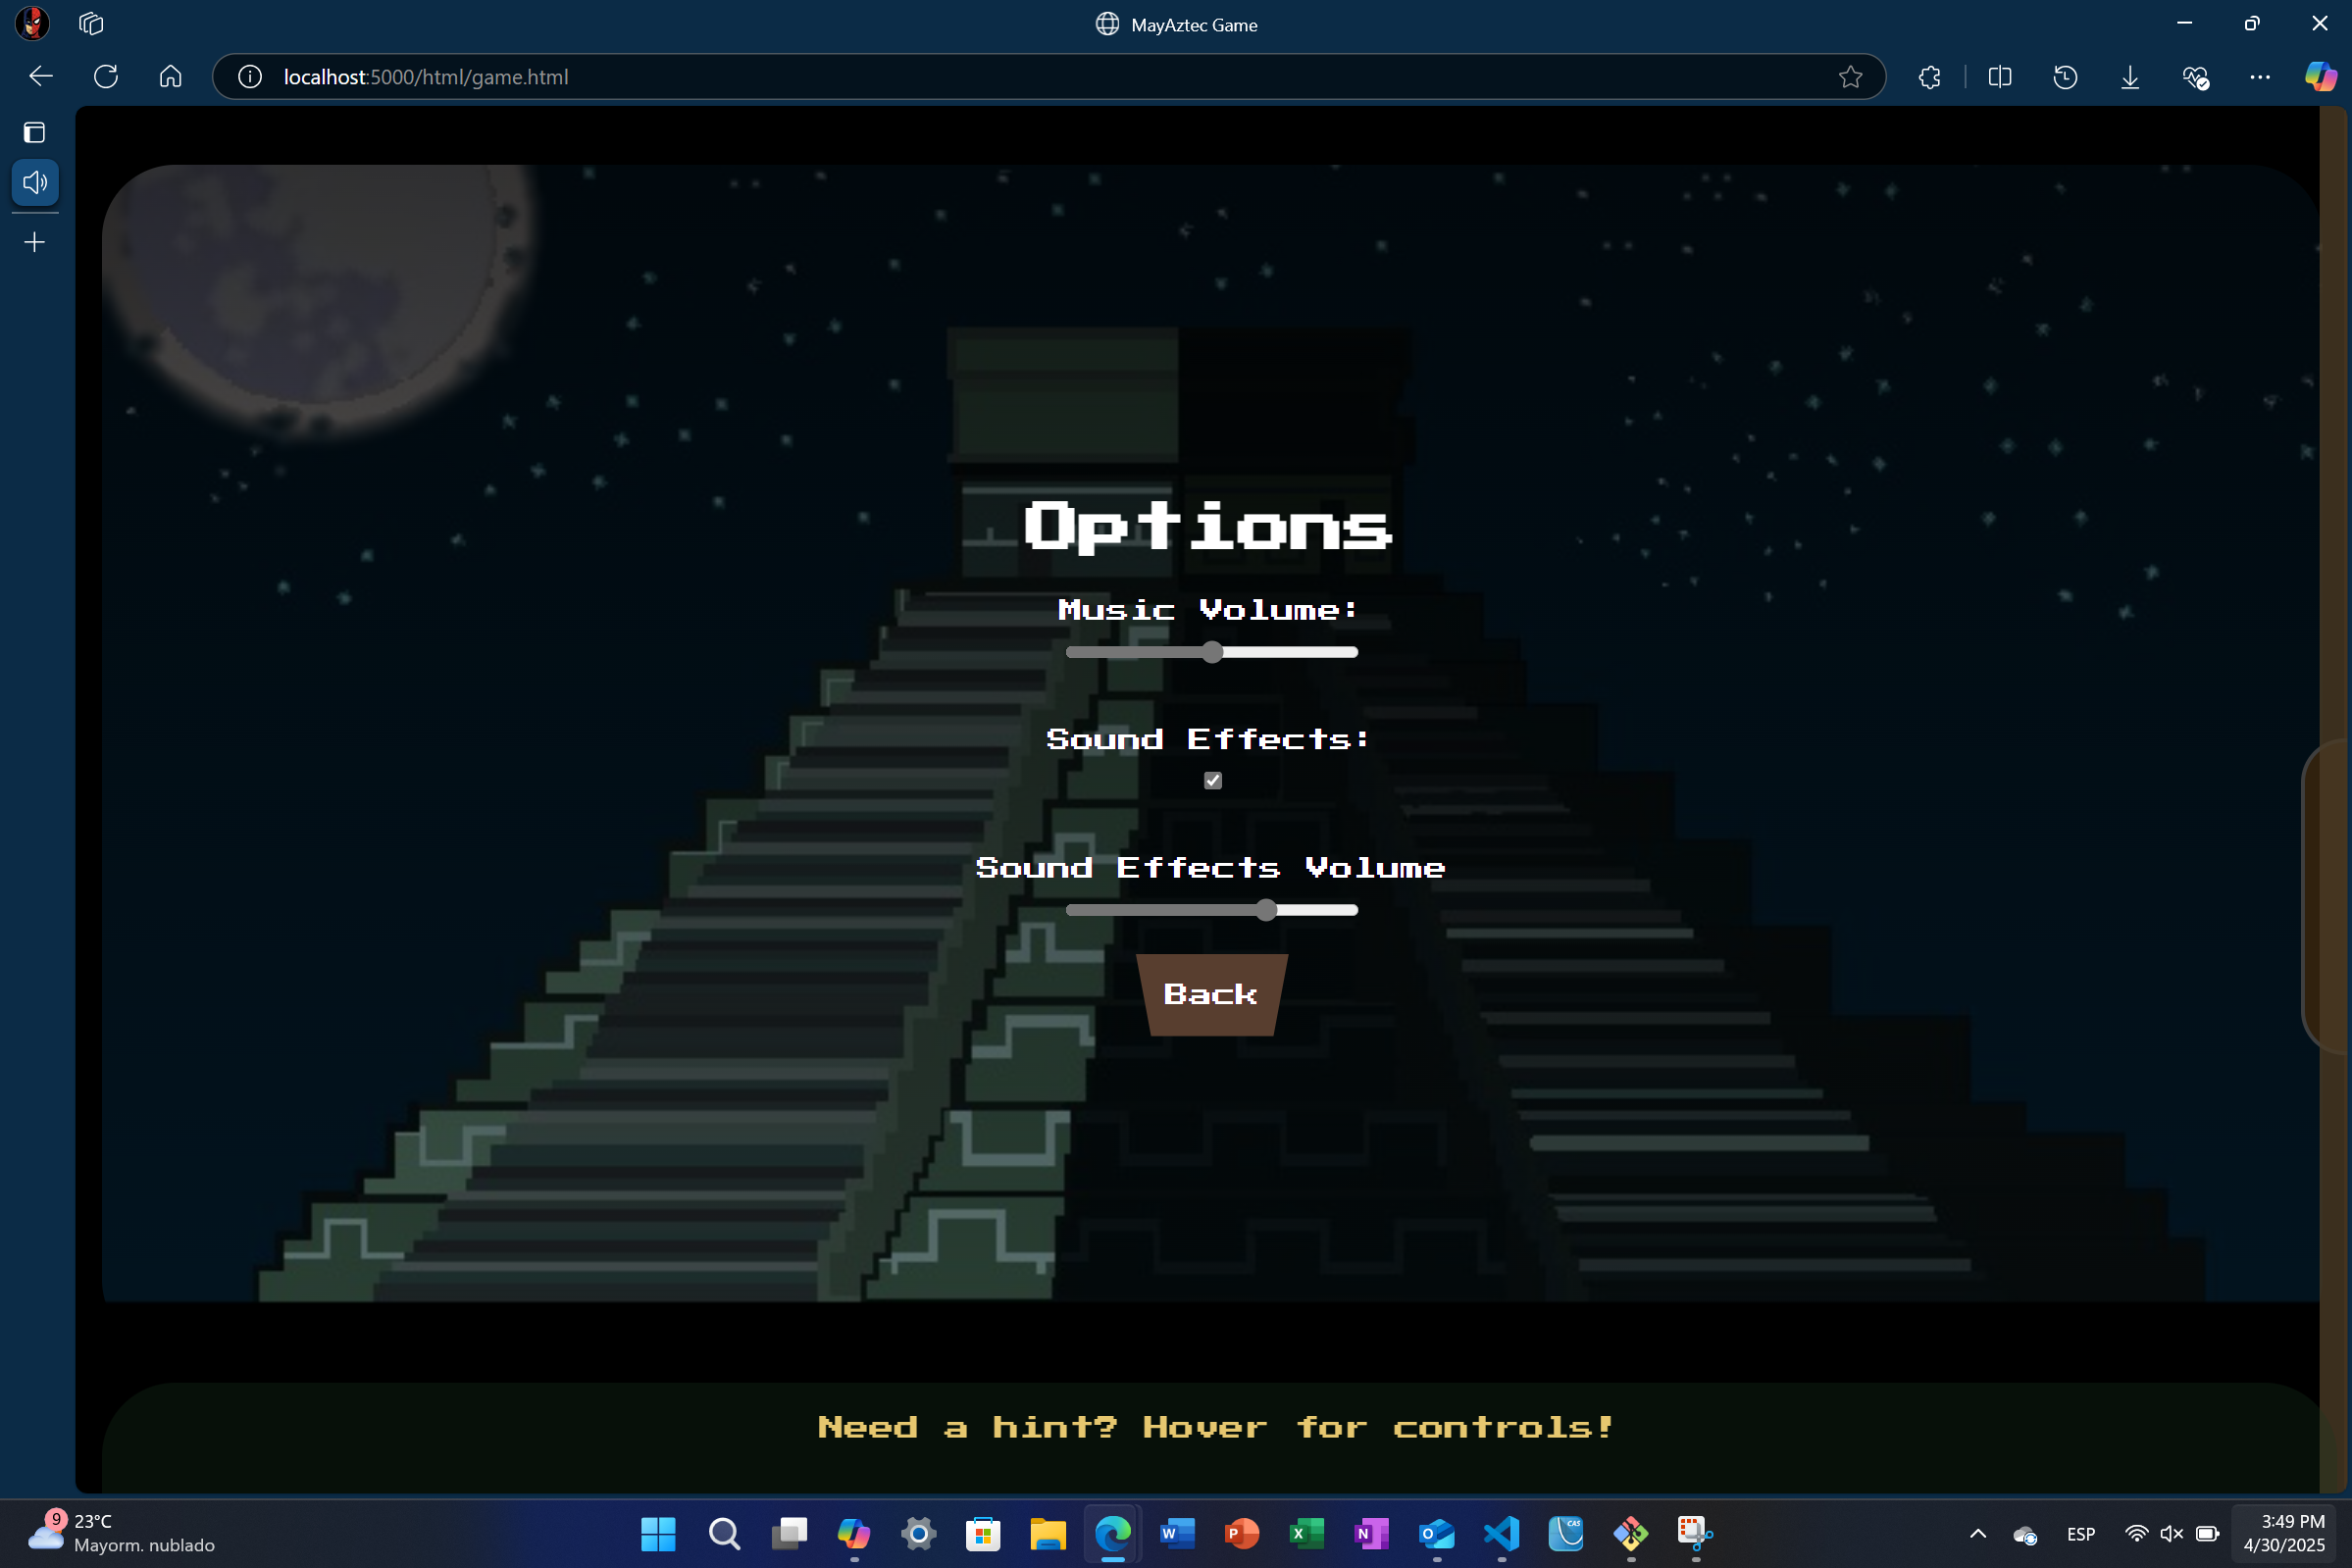 MayAztec Game
localhost:5000/html/game.html
Options
Music Volume:
Sound Effects:
Sound Effects Volume
Back
Need a hint? Hover for controls!
9
23°C
Mayorm. nublado
W
P
X
N
O
CAS
ESP
3:49 PM
4/30/2025